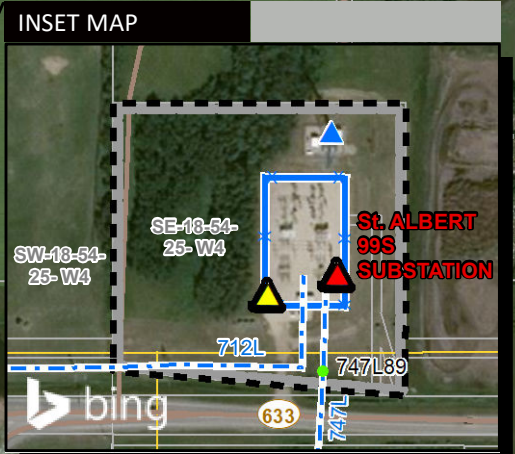 INSET MAP
St. ALBERT
99S
SUBSTATION
SE-18-54-
25- W4
SW-18-54-
25- W4
712L
747L89
bing
633
747L